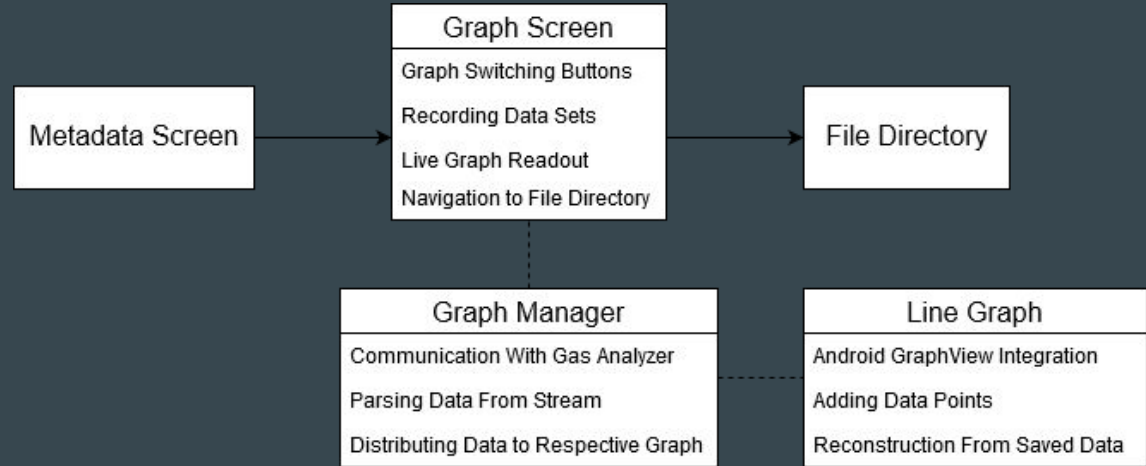 Metadata Screen
Graph Screen
Graph Switching Buttons
Recording Data Sets
Live Graph Readout
Navigation to File Directory
File Directory
Graph Manager
Communication With Gas Analyzer
Parsing Data From Stream
Distributing Data to Respective Graph
Line Graph
Android GraphView Integration
Adding Data Points
Reconstruction From Saved Data